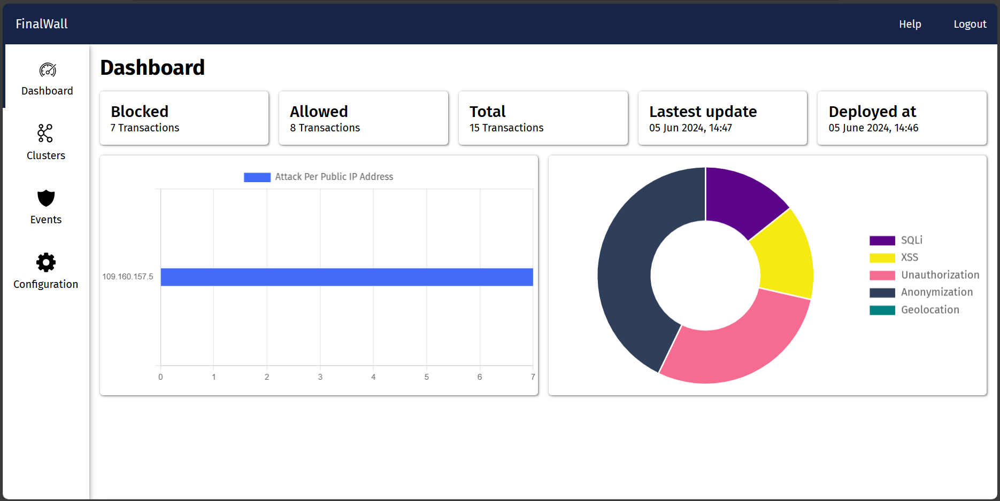 FinalWall
Help
Logout
Dashboard
Clusters
Events
Configuration
Dashboard
Blocked
7 Transactions
Allowed
8 Transactions
Total
15 Transactions
Lastest update
05 Jun 2024, 14:47
Deployed at
05 June 2024, 14:46
Attack Per Public IP Address
109.160.157.5
0 1 2 3 4 5 6 7
SQLi
XSS
Unauthorization
Anonymization
Geolocation